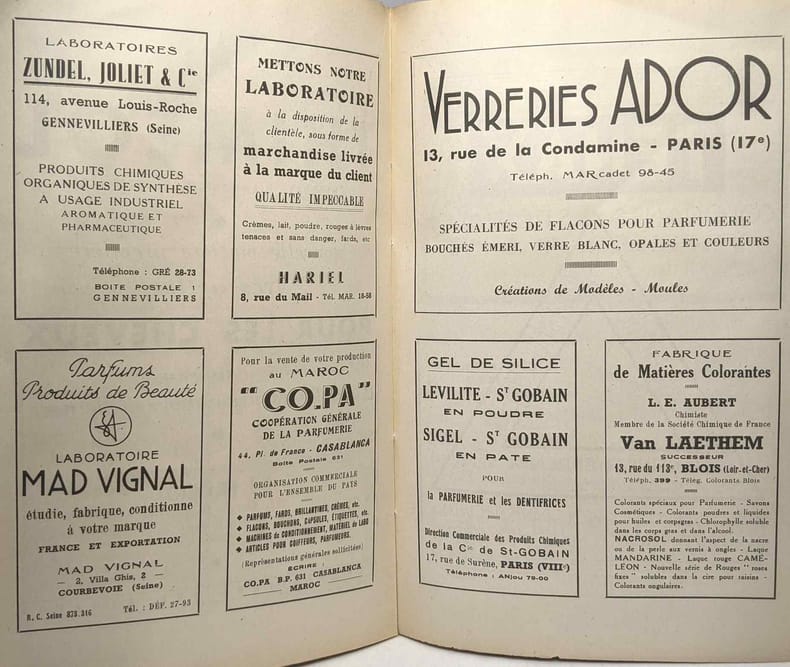 LABORATOIRES
ZUNDEL, JOLIET & Cie
114, avenue Louis-Roche
GENNEVILLIERS (Seine)
PRODUITS CHIMIQUES
ORGANIQUES DE SYNTHÈSE
A USAGE INDUSTRIEL
AROMATIQUE ET
PHARMACEUTIQUE
Téléphone : GRÉ 28-73
BOITE POSTALE 1
GENNEVILLIERS
METTONS NOTRE
LABORATOIRE
à la disposition de la
clientèle, sous forme de
marchandise livrée
à la marque du client
QUALITÉ IMPECCABLE
Crèmes, lait, poudre, rouges à lèvres
tenaces et sans danger, fards, etc
HARIEL
8, rue du Mail - Tél. MAR. 18-58
Parfums
Produits de Beauté
LABORATOIRE
MAD VIGNAL
étudie, fabrique, conditionne
à votre marque
FRANCE ET EXPORTATION
MAD VIGNAL
— 2, Villa Ghis, 2 —
COURBEVOIE (Seine)
R. C. Seine 878.316
Tél. : DÉF. 27-93
Pour la vente de votre production
au MAROC
"CO.PA"
COOPÉRATION GÉNÉRALE
DE LA PARFUMERIE
44, Pl. de France - CASABLANCA
Boite Postale 631
ORGANISATION COMMERCIALE
POUR L'ENSEMBLE DU PAYS
◆ PARFUMS, FARDS, BRILLANTINES, CRÈMES, etc.
◆ FLACONS, BOUCHONS, CAPSULES, ÉTIQUETTES, etc.
◆ MACHINES de CONDITIONNEMENT, MATÉRIEL de LABO
◆ ARTICLES POUR COIFFEURS, PARFUMEURS.
(Représentations générales sollicitées)
ÉCRIRE :
CO.PA B.P. 631 CASABLANCA
MAROC
VERRERIES ADOR
13, rue de la Condamine - PARIS (17e)
Téléph. MARcadet 98-45
SPÉCIALITÉS DE FLACONS POUR PARFUMERIE
BOUCHÉS ÉMERI, VERRE BLANC, OPALES ET COULEURS
Créations de Modèles - Moules
GEL DE SILICE
LEVILITE - ST GOBAIN
EN POUDRE
SIGEL - ST GOBAIN
EN PATE
POUR
la PARFUMERIE et les DENTIFRICES
Direction Commerciale des Produits Chimiques
de la Cie de St-GOBAIN
17, rue de Surène, PARIS (VIIIe)
Téléphone : ANJou 79-00
FABRIQUE
de Matières Colorantes
L. E. AUBERT
Chimiste
Membre de la Société Chimique de France
Van LAETHEM
SUCCESSEUR
13, rue du 113e, BLOIS (Loir-et-Cher)
Téléph. 399 - Télég. Colorants Blois
Colorants spéciaux pour Parfumerie - Savons
Cosmétiques - Colorants poudres et liquides
pour huiles et corps gras - Chlorophylle soluble
dans les corps gras et dans l'alcool.
NACROSOL donnant l'aspect de la nacre
ou de la perle aux vernis à ongles - Laque
MANDARINE - Laque rouge CAMÉ-
LÉON - Nouvelle série de Rouges "roses
fixes" solubles dans la cire pour raisins -
Colorants ongulaires.